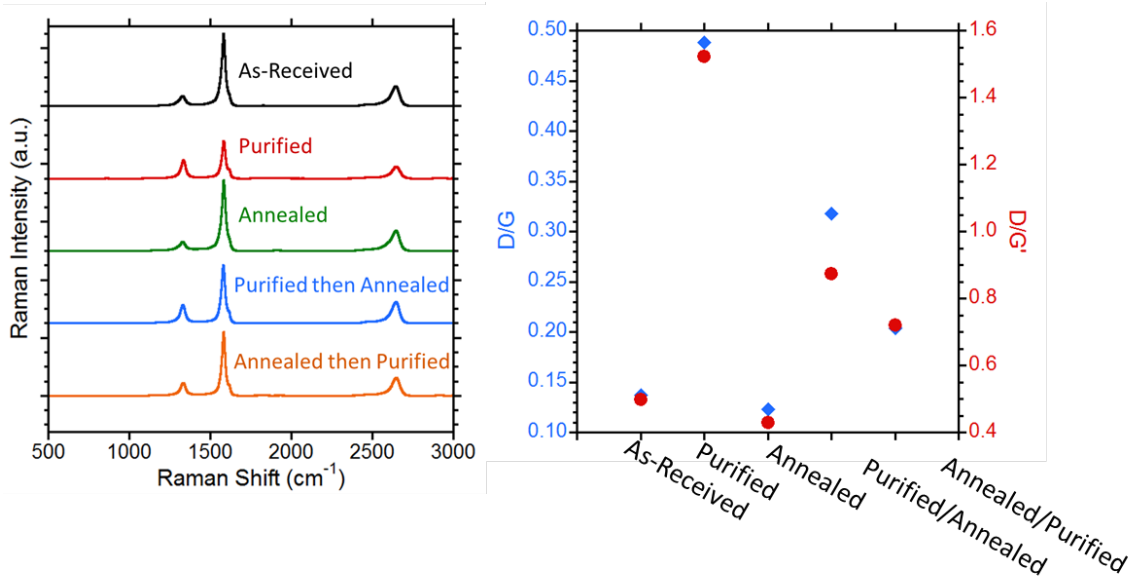 As-Received
Purified
Annealed
Purified then Annealed
Annealed then Purified
Raman Intensity (a.u.)
500 1000 1500 2000 2500 3000
Raman Shift (cm-1)
0.50
0.45
0.40
0.35
0.30
0.25
0.20
0.15
0.10
D/G
1.6
1.4
1.2
1.0
0.8
0.6
0.4
D/G'
As-Received
Purified
Annealed
Purified/Annealed
Annealed/Purified